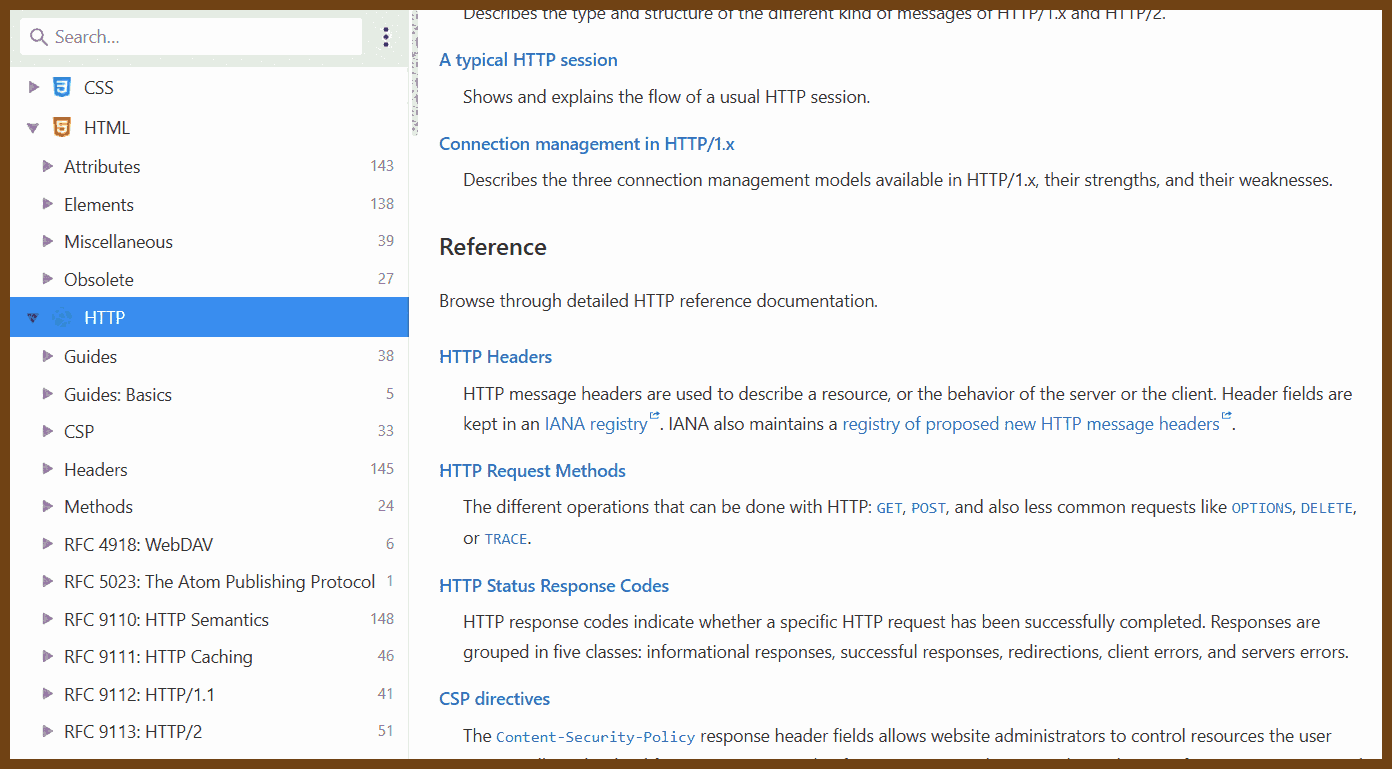 Search...
CSS
HTML
Attributes 143
Elements 138
Miscellaneous 39
Obsolete 27
HTTP
Guides 38
Guides: Basics 5
CSP 33
Headers 145
Methods 24
RFC 4918: WebDAV 6
RFC 5023: The Atom Publishing Protocol 1
RFC 9110: HTTP Semantics 148
RFC 9111: HTTP Caching 46
RFC 9112: HTTP/1.1 41
RFC 9113: HTTP/2 51
Describes the type and structure of the different kind of messages of HTTP/1.x and HTTP/2.
A typical HTTP session
Shows and explains the flow of a usual HTTP session.
Connection management in HTTP/1.x
Describes the three connection management models available in HTTP/1.x, their strengths, and their weaknesses.
Reference
Browse through detailed HTTP reference documentation.
HTTP Headers
HTTP message headers are used to describe a resource, or the behavior of the server or the client. Header fields are
kept in an IANA registry. IANA also maintains a registry of proposed new HTTP message headers.
HTTP Request Methods
The different operations that can be done with HTTP: GET, POST, and also less common requests like OPTIONS, DELETE,
or TRACE.
HTTP Status Response Codes
HTTP response codes indicate whether a specific HTTP request has been successfully completed. Responses are
grouped in five classes: informational responses, successful responses, redirections, client errors, and servers errors.
CSP directives
The Content-Security-Policy response header fields allows website administrators to control resources the user